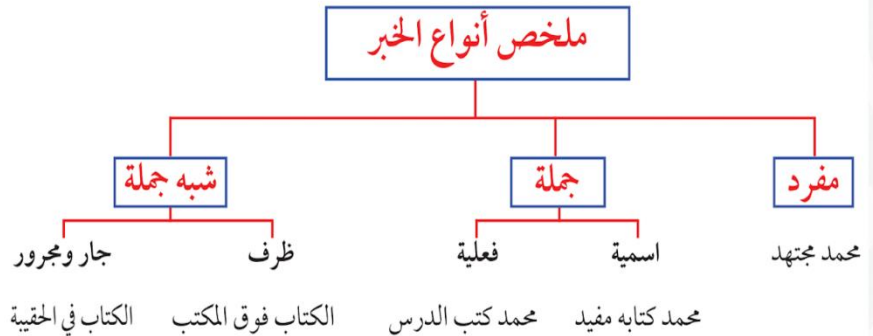 ملخص أنواع الخبر
مفرد جملة شبه جملة
محمد مجتهد اسمية فعلية ظرف جار ومجرور
محمد كتابه مفيد محمد كتب الدرس الكتاب فوق المكتب الكتاب في الحقيبة